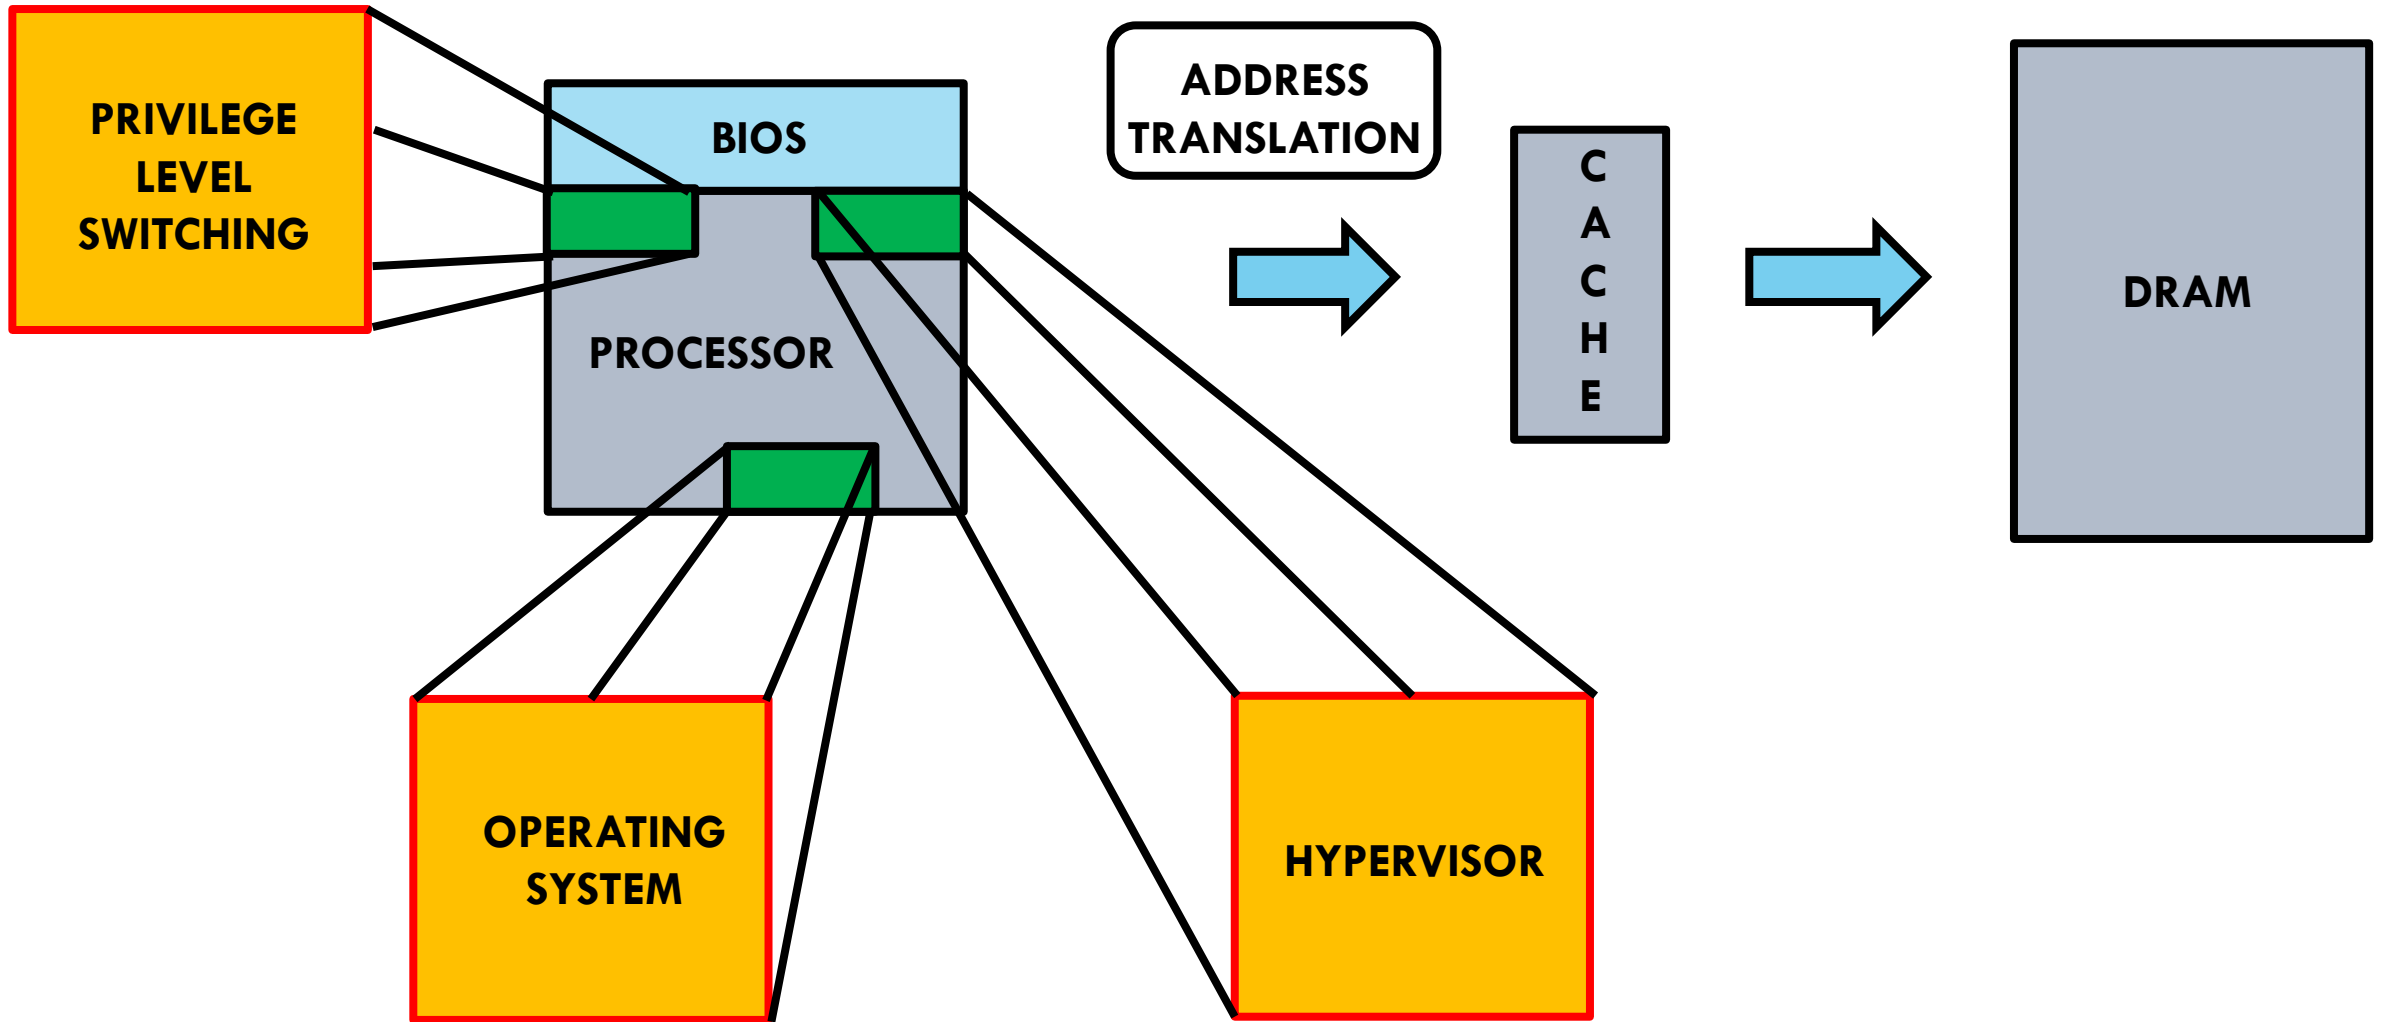 PRIVILEGE
LEVEL
SWITCHING
BIOS
PROCESSOR
ADDRESS
TRANSLATION
C
A
C
H
E
DRAM
OPERATING
SYSTEM
HYPERVISOR